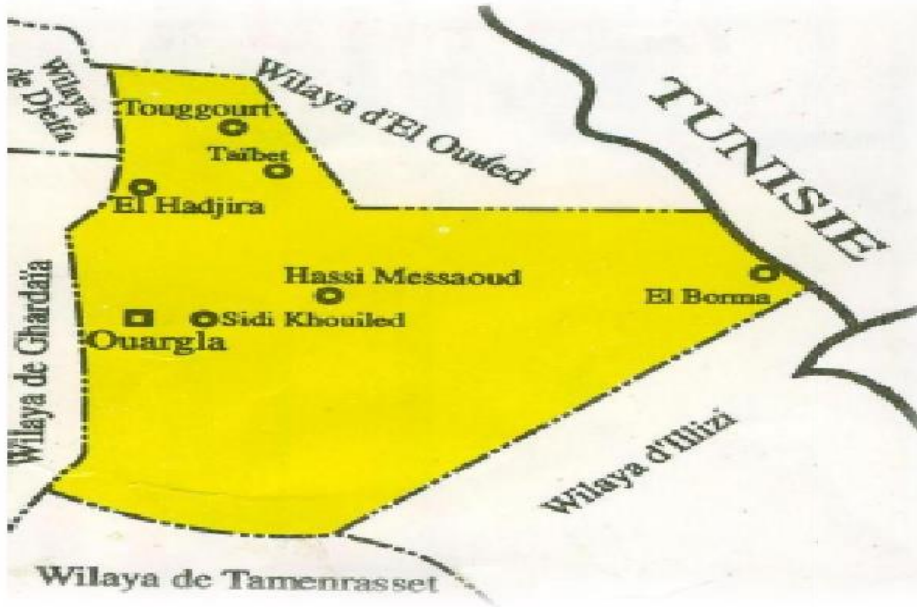 Wilaya
de
Djelfa
Touggourt
Wilaya d'El Oued
TUNISIE
Taïbet
El Hadjira
Hassi Messaoud
El Borma
Sidi Khouiled
Ouargla
Wilaya de Ghardaïa
Wilaya d'Illizi
Wilaya de Tamenrasset